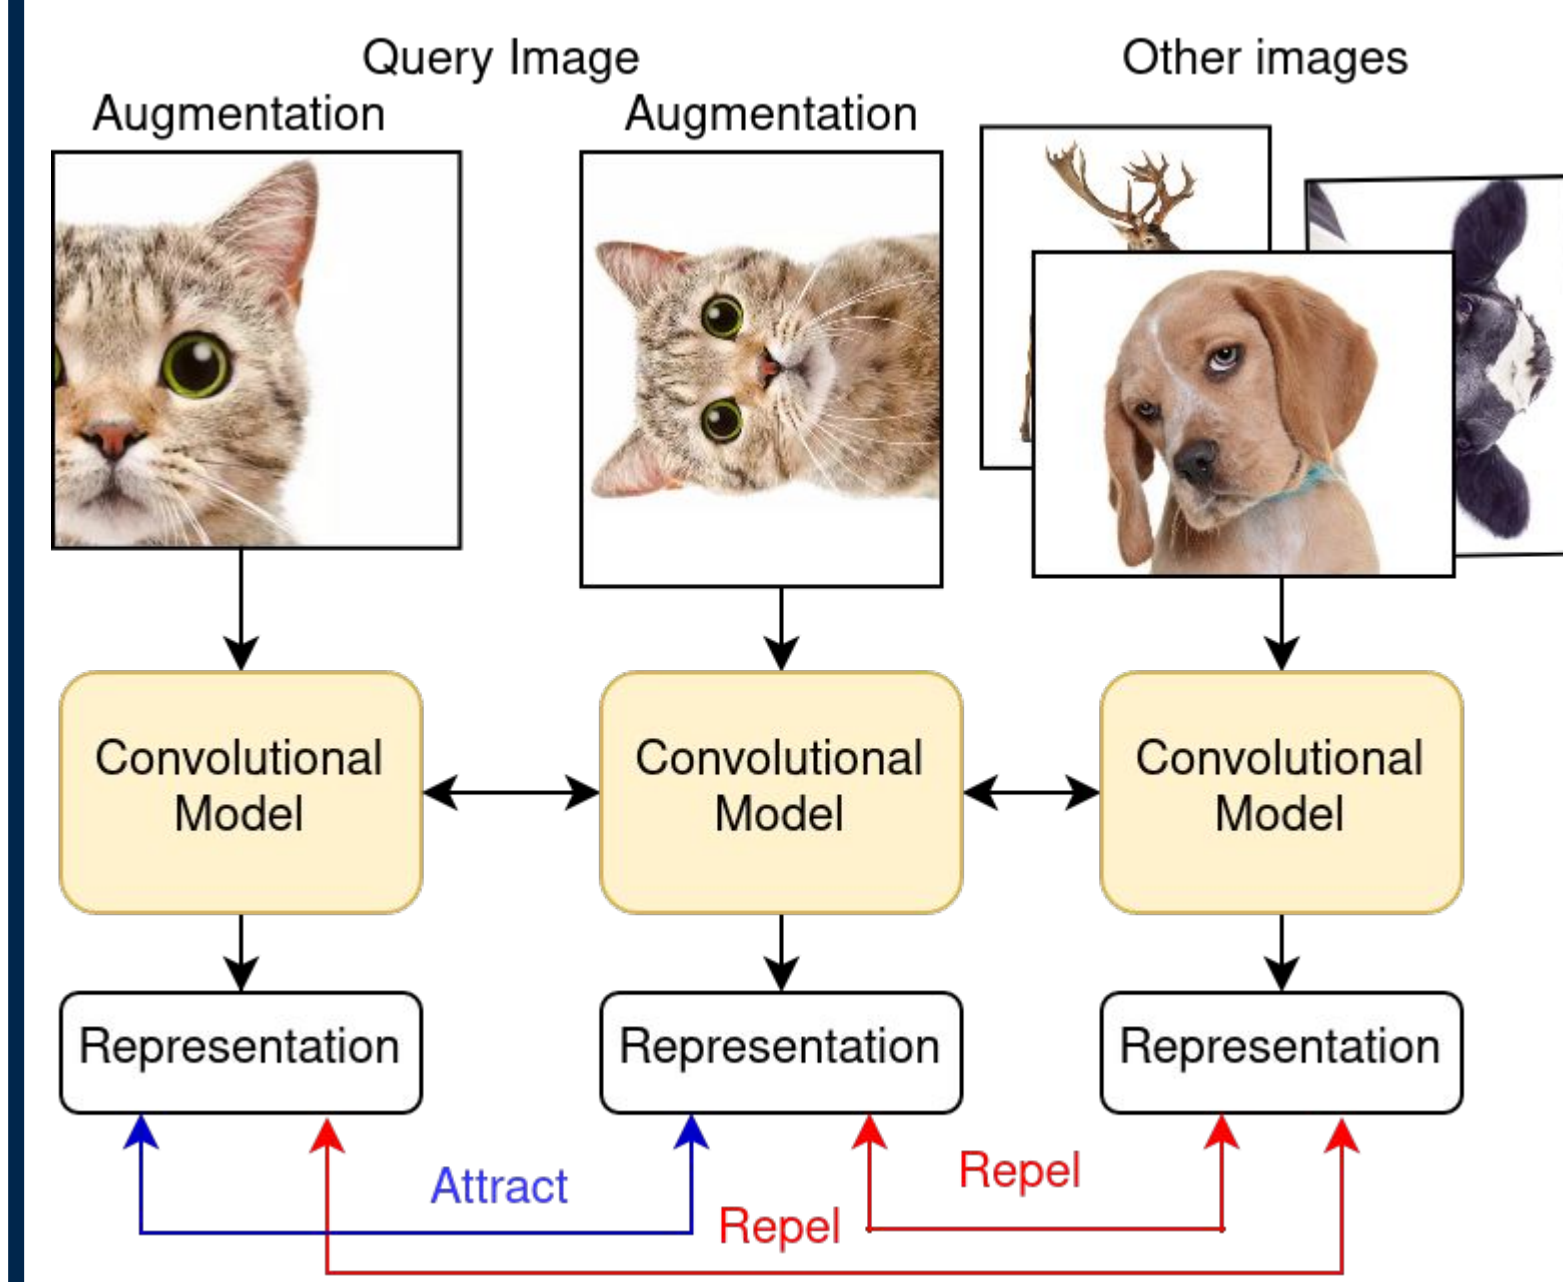 Query Image
Other images
Augmentation
Augmentation
Convolutional
Model
Convolutional
Model
Convolutional
Model
Representation
Representation
Representation
Attract
Repel
Repel